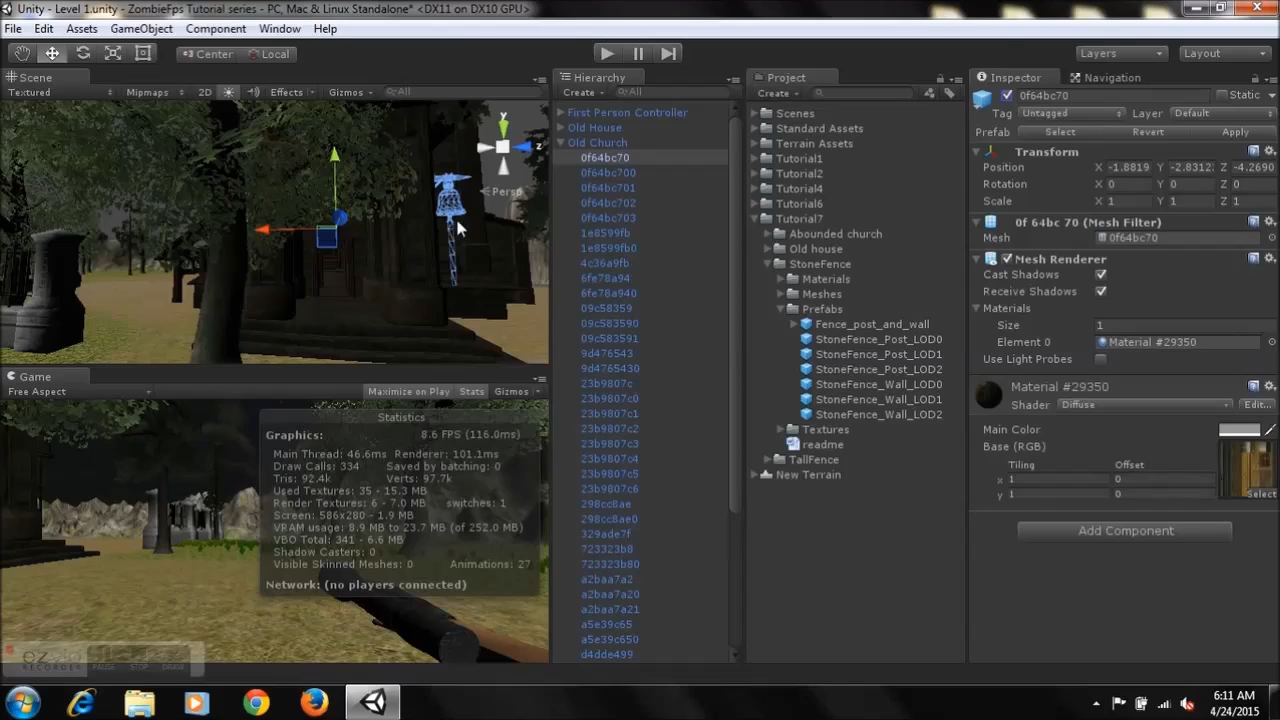 Unity - Level 1.unity - ZombieFps Tutorial series - PC, Mac & Linux Standalone* <DX11 on DX10 GPU>
File Edit Assets GameObject Component Window Help
Center Local Layers Layout
Scene
Textured Mipmaps 2D Effects Gizmos All
y
z
Persp
Game
Free Aspect Maximize on Play Stats Gizmos
Statistics
Graphics: 8.6 FPS (116.0ms)
Main Thread: 46.6ms Renderer: 101.1ms
Draw Calls: 334 Saved by batching: 0
Tris: 92.4k Verts: 97.7k
Used Textures: 35 - 15.3 MB
Render Textures: 6 - 7.0 MB switches: 1
Screen: 586x280 - 1.9 MB
VRAM usage: 8.9 MB to 23.7 MB (of 252.0 MB)
VBO Total: 341 - 6.6 MB
Shadow Casters: 0
Visible Skinned Meshes: 0 Animations: 27
Network: (no players connected)
RECORDER PAUSE STOP DRAW
Hierarchy
Create All
First Person Controller
Old House
Old Church
0f64bc70
0f64bc700
0f64bc701
0f64bc702
0f64bc703
1e8599fb
1e8599fb0
4c36a9fb
6fe78a94
6fe78a940
09c58359
09c583590
09c583591
9d476543
9d4765430
23b9807c
23b9807c0
23b9807c1
23b9807c2
23b9807c3
23b9807c4
23b9807c5
23b9807c6
298cc8ae
298cc8ae0
329ade7f
723323b8
723323b80
a2baa7a2
a2baa7a20
a2baa7a21
a5e39c65
a5e39c650
d4dde499
Project
Create
Scenes
Standard Assets
Terrain Assets
Tutorial1
Tutorial2
Tutorial4
Tutorial6
Tutorial7
Abounded church
Old house
StoneFence
Materials
Meshes
Prefabs
Fence_post_and_wall
StoneFence_Post_LOD0
StoneFence_Post_LOD1
StoneFence_Post_LOD2
StoneFence_Wall_LOD0
StoneFence_Wall_LOD1
StoneFence_Wall_LOD2
Textures
readme
TallFence
New Terrain
Inspector Navigation
0f64bc70 Static
Tag Untagged Layer Default
Prefab Select Revert Apply
Transform
Position X -1.8819 Y -2.8312 Z -4.2690
Rotation X 0 Y 0 Z 0
Scale X 1 Y 1 Z 1
0f 64bc 70 (Mesh Filter)
Mesh 0f64bc70
Mesh Renderer
Cast Shadows
Receive Shadows
Materials
Size 1
Element 0 Material #29350
Use Light Probes
Material #29350
Shader Diffuse Edit...
Main Color
Base (RGB)
Tiling Offset
x 1 0
y 1 0
Select
Add Component
6:11 AM
4/24/2015